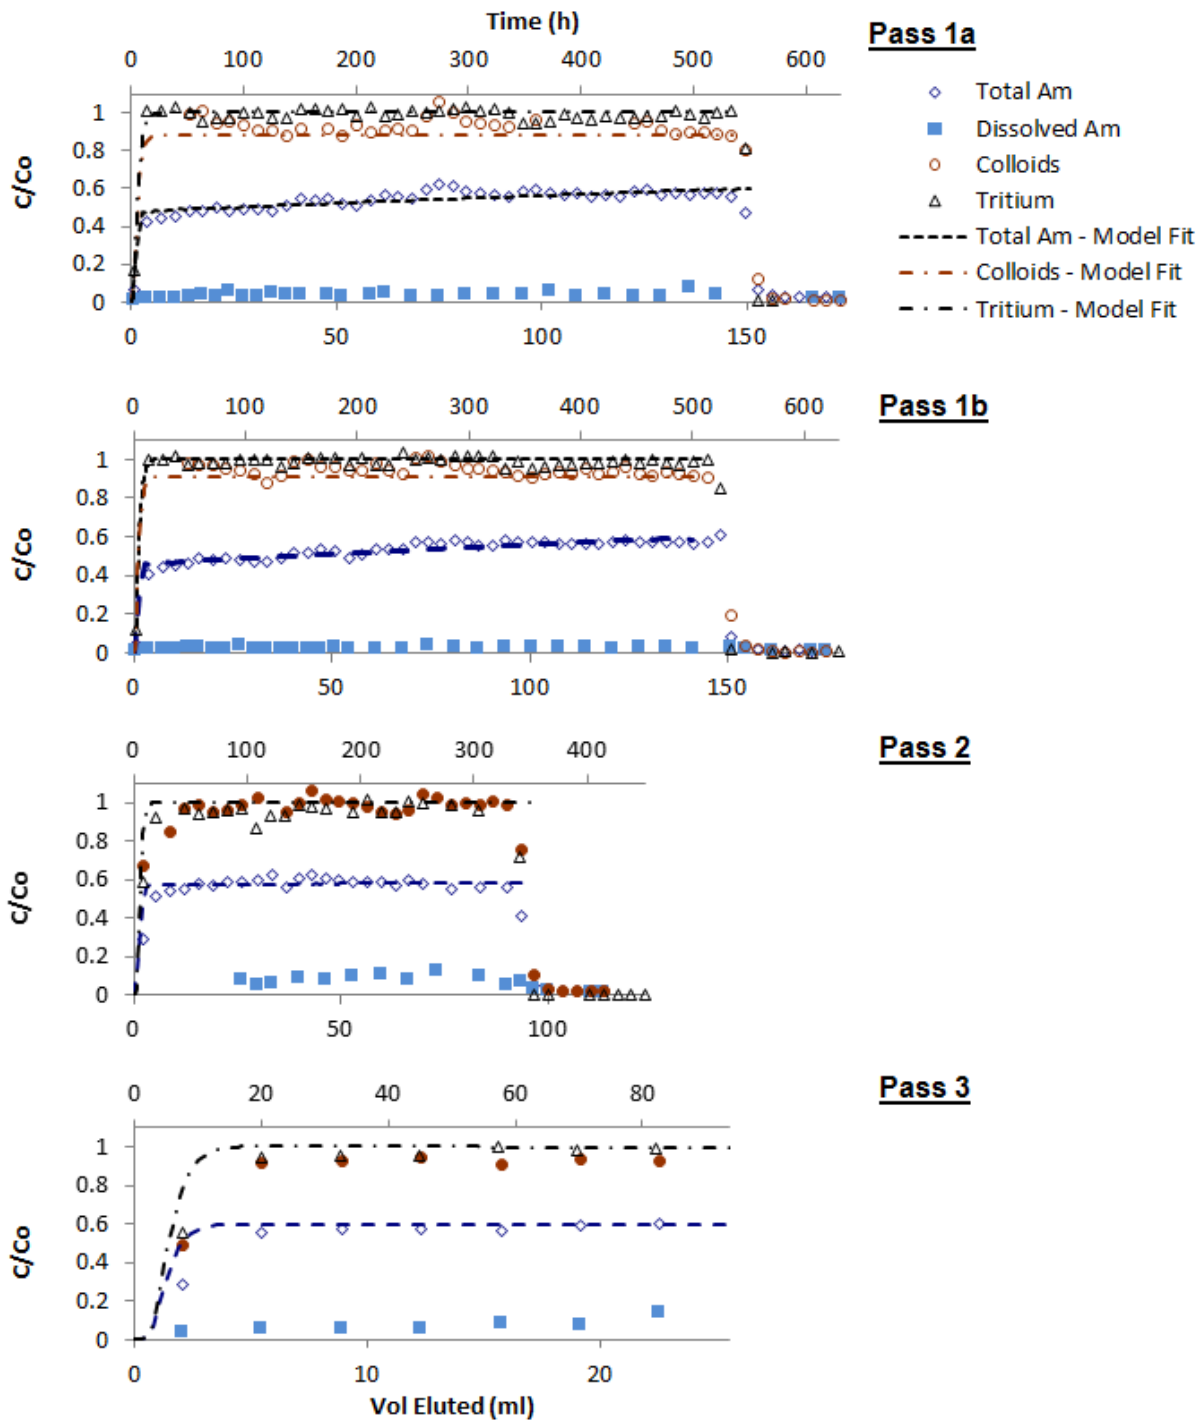 Time (h)
Pass 1a
0 100 200 300 400 500 600
Total Am
Dissolved Am
Colloids
Tritium
Total Am - Model Fit
Colloids - Model Fit
Tritium - Model Fit
C/Co
1
0.8
0.6
0.4
0.2
0
0 50 100 150
Pass 1b
0 100 200 300 400 500 600
C/Co
1
0.8
0.6
0.4
0.2
0
0 50 100 150
Pass 2
0 100 200 300 400
C/Co
1
0.8
0.6
0.4
0.2
0
0 50 100
Pass 3
0 20 40 60 80
C/Co
1
0.8
0.6
0.4
0.2
0
0 10 20
Vol Eluted (ml)